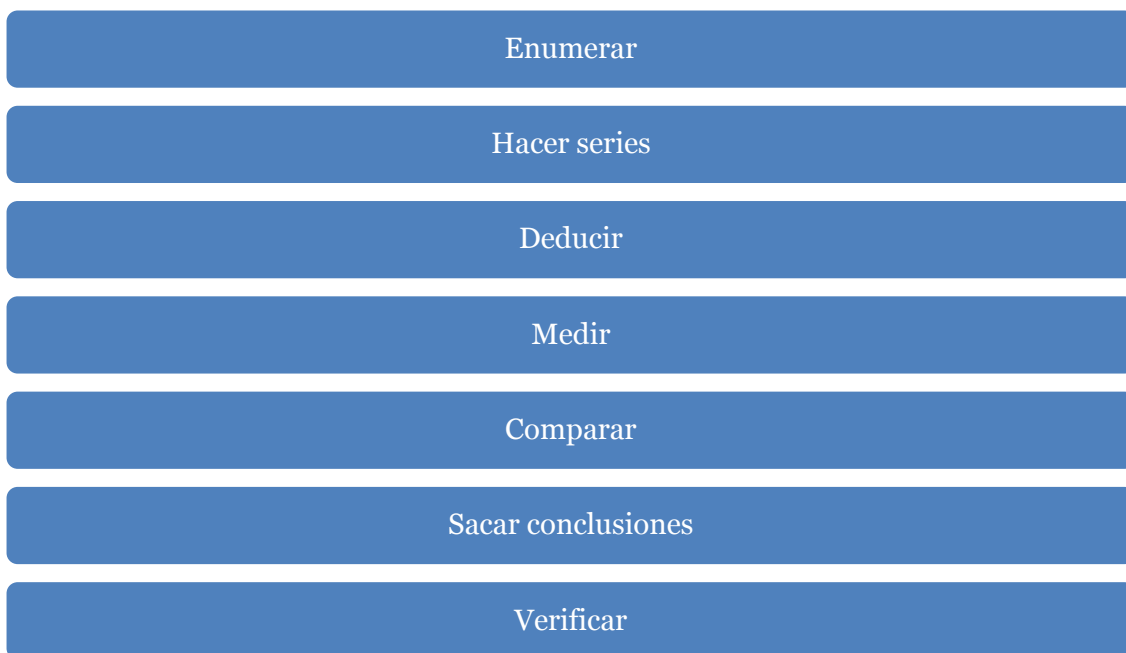 Enumerar
Hacer series
Deducir
Medir
Comparar
Sacar conclusiones
Verificar